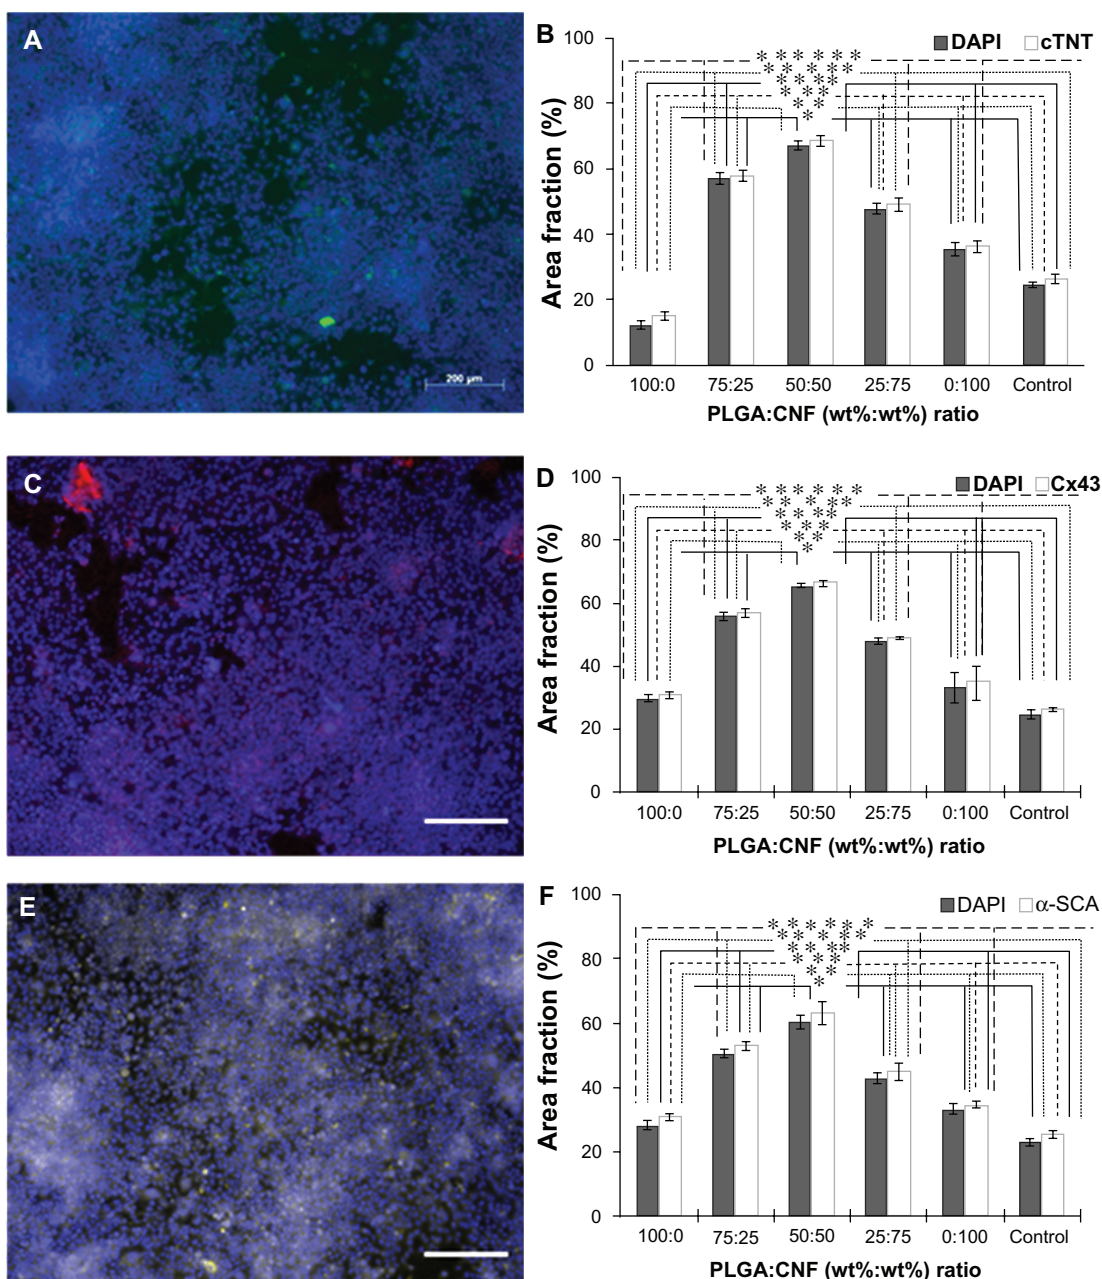 A
200 µm
B
DAPI cTNT
Area fraction (%)
100
80
60
40
20
0
100:0 75:25 50:50 25:75 0:100 Control
PLGA:CNF (wt%:wt%) ratio
* * * * * *
* * * * * *
* * * * *
* * * *
* *
*
C
D
DAPI Cx43
Area fraction (%)
100
80
60
40
20
0
100:0 75:25 50:50 25:75 0:100 Control
PLGA:CNF (wt%:wt%) ratio
* * * * * *
* * * * * *
* * * * *
* * * *
* * *
*
E
F
DAPI α-SCA
Area fraction (%)
100
80
60
40
20
0
100:0 75:25 50:50 25:75 0:100 Control
PLGA:CNF (wt%:wt%) ratio
* * * * * *
* * * * * *
* * * * *
* * * *
* *
*